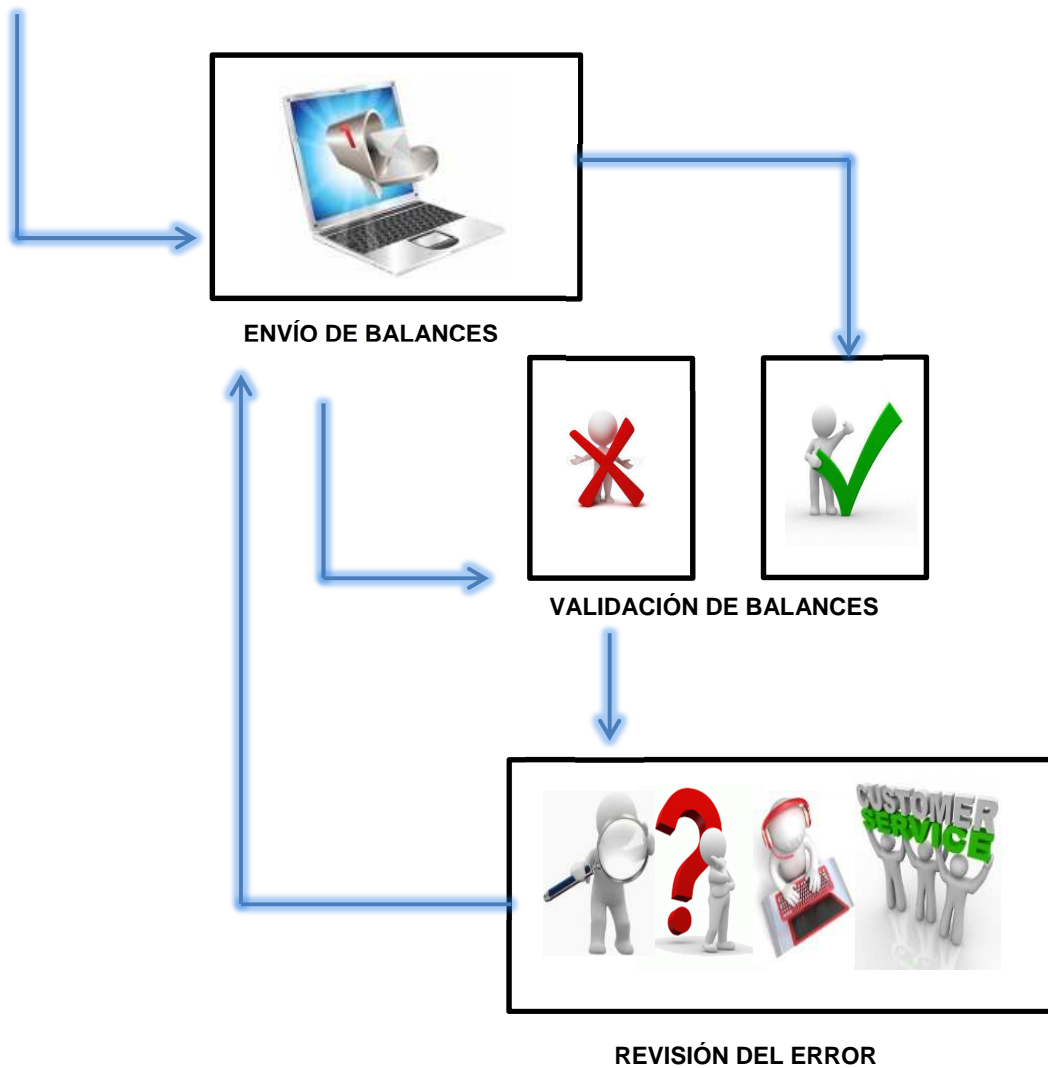 ENVÍO DE BALANCES
VALIDACIÓN DE BALANCES
CUSTOMER
SERVICE
REVISIÓN DEL ERROR